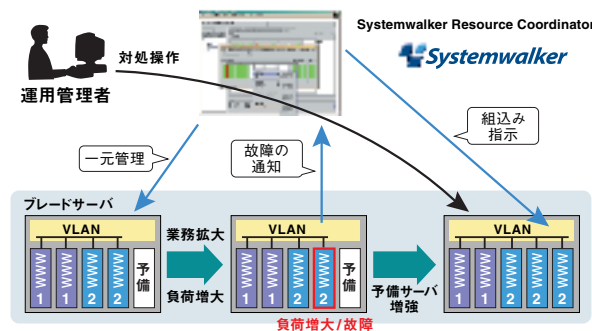 Systemwalker Resource Coordinator
Systemwalker
対処操作
運用管理者
一元管理
故障の
通知
組込み
指示
ブレードサーバ
VLAN
1
1
2
2
予
備
業務拡大
負荷増大
VLAN
1
1
2
2
予
備
負荷増大/故障
予備サーバ
増強
VLAN
1
1
2
2
2